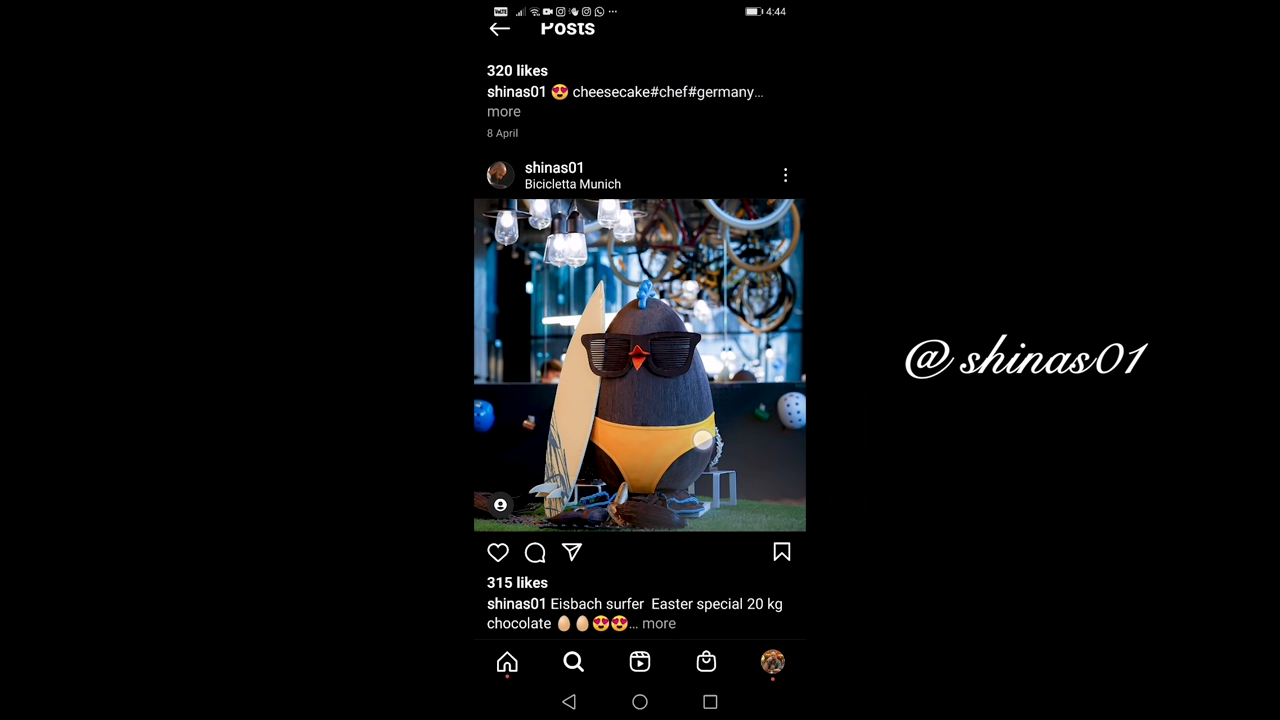 VoLTE
4:44
Posts
320 likes
shinas01 😍 cheesecake#chef#germany...
more
8 April
shinas01
Bicicletta Munich
@shinas01
315 likes
shinas01 Eisbach surfer Easter special 20 kg
chocolate 🥚🥚😍😍... more